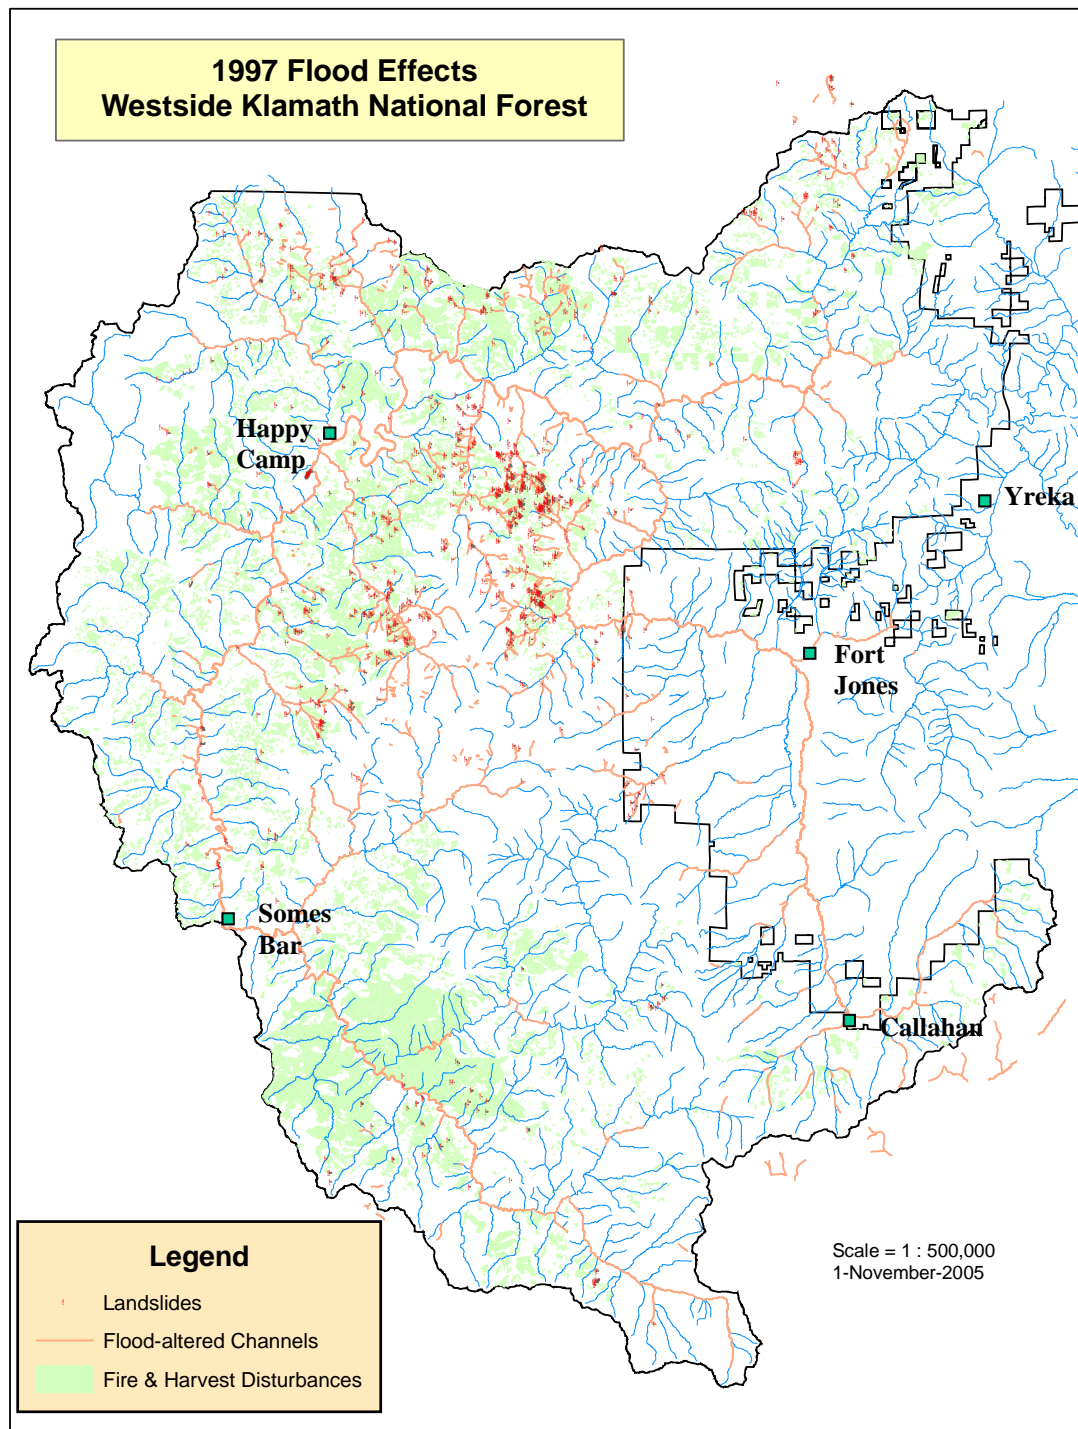 1997 Flood Effects
Westside Klamath National Forest
Happy
Camp
Yreka
Fort
Jones
Somes
Bar
Callahan
Scale = 1 : 500,000
1-November-2005
Legend
Landslides
Flood-altered Channels
Fire & Harvest Disturbances